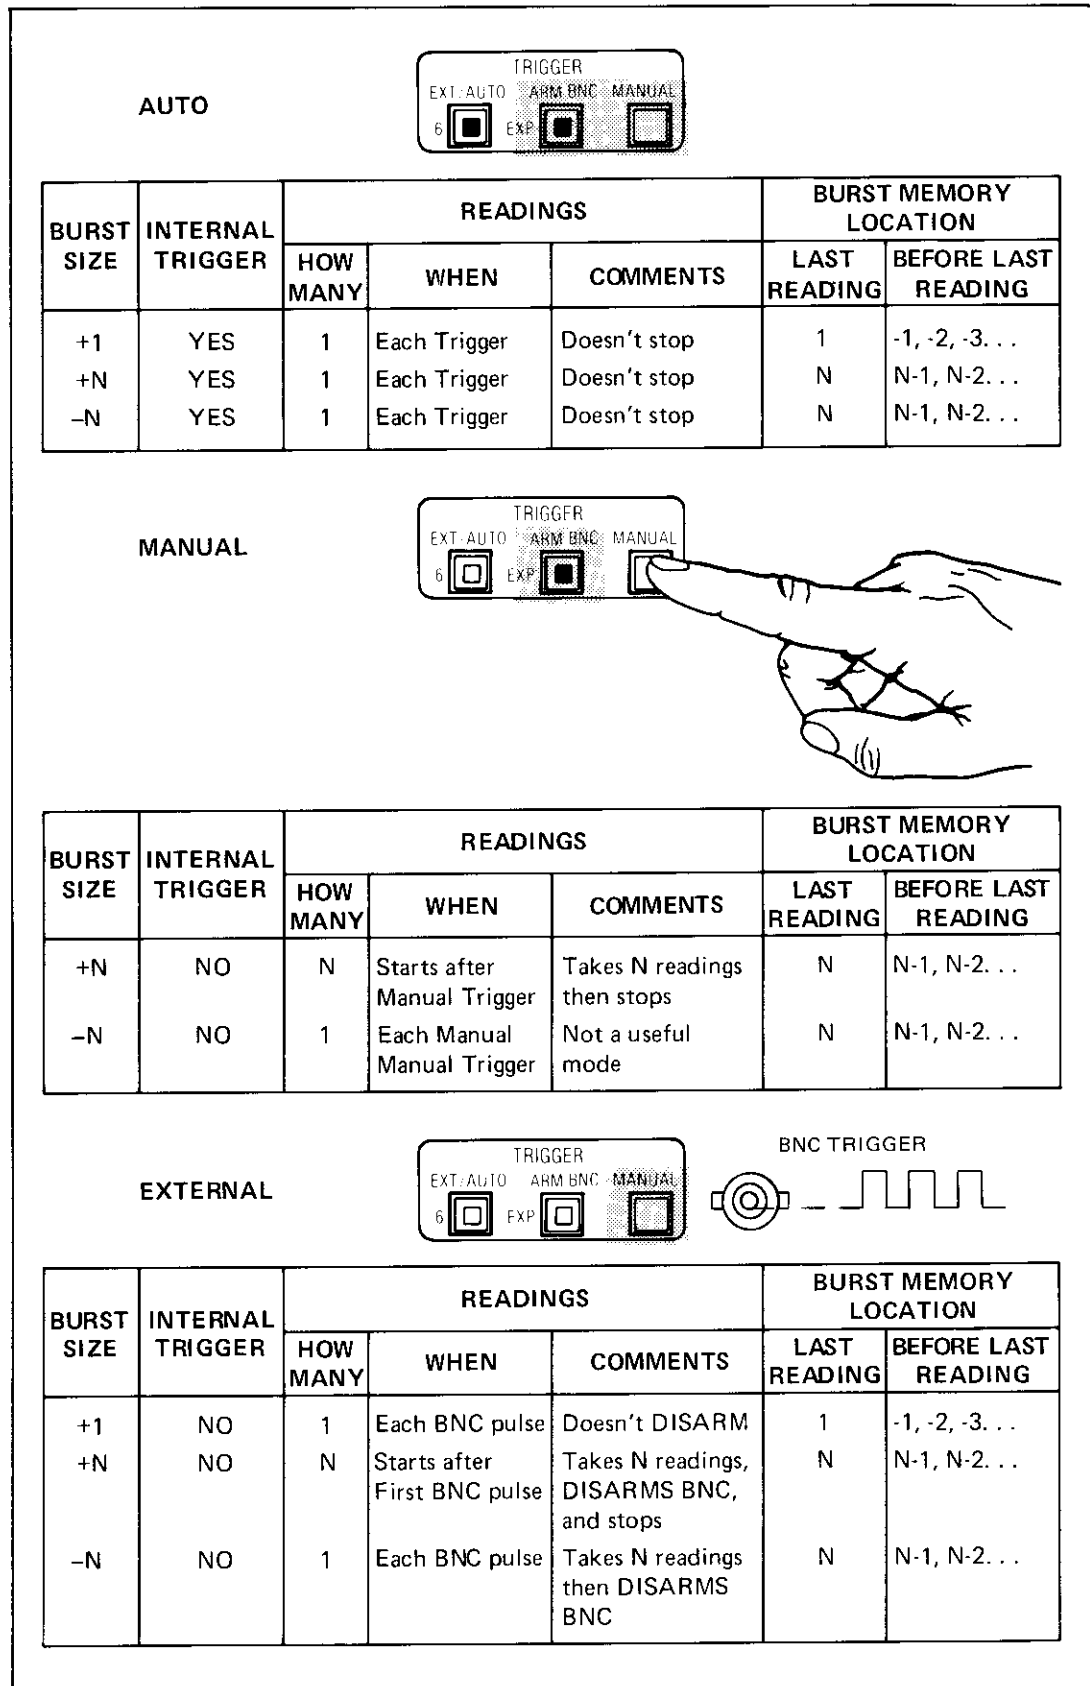 AUTO
TRIGGER
EXT/AUTO ARM BNC MANUAL
6 EXP
BURST SIZE INTERNAL TRIGGER READINGS BURST MEMORY LOCATION
HOW MANY WHEN COMMENTS LAST READING BEFORE LAST READING
+1 YES 1 Each Trigger Doesn't stop 1 -1, -2, -3. . .
+N YES 1 Each Trigger Doesn't stop N N-1, N-2. . .
–N YES 1 Each Trigger Doesn't stop N N-1, N-2. . .
MANUAL
TRIGGER
EXT/AUTO ARM BNC MANUAL
6 EXP
BURST SIZE INTERNAL TRIGGER READINGS BURST MEMORY LOCATION
HOW MANY WHEN COMMENTS LAST READING BEFORE LAST READING
+N NO N Starts after Takes N readings N N-1, N-2. . .
Manual Trigger then stops
–N NO 1 Each Manual Not a useful N N-1, N-2. . .
Manual Trigger mode
EXTERNAL
TRIGGER
EXT/AUTO ARM BNC MANUAL
6 EXP
BNC TRIGGER
BURST SIZE INTERNAL TRIGGER READINGS BURST MEMORY LOCATION
HOW MANY WHEN COMMENTS LAST READING BEFORE LAST READING
+1 NO 1 Each BNC pulse Doesn't DISARM 1 -1, -2, -3. . .
+N NO N Starts after Takes N readings, N N-1, N-2. . .
First BNC pulse DISARMS BNC,
and stops
–N NO 1 Each BNC pulse Takes N readings N N-1, N-2. . .
then DISARMS
BNC